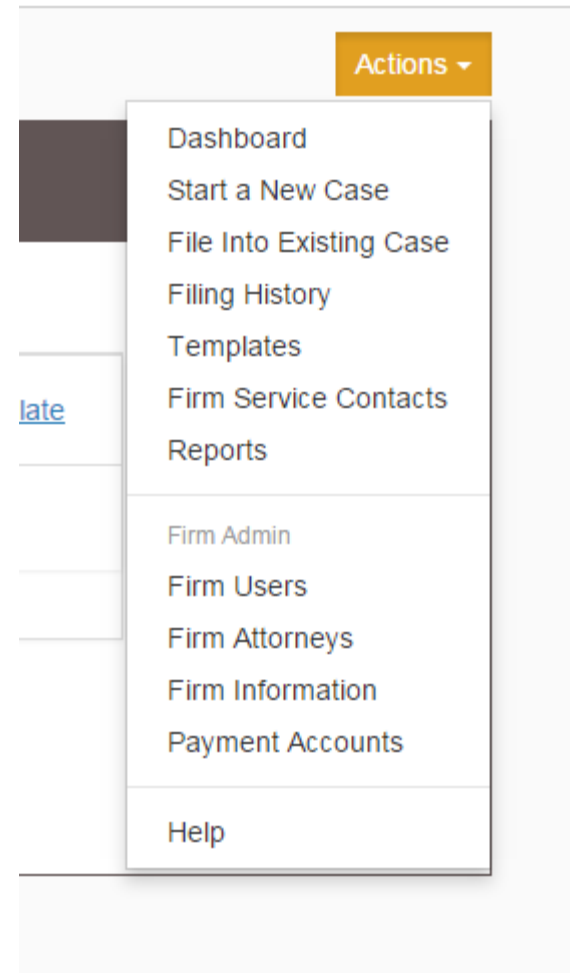 Actions
Dashboard
Start a New Case
File Into Existing Case
Filing History
Templates
late
Firm Service Contacts
Reports
Firm Admin
Firm Users
Firm Attorneys
Firm Information
Payment Accounts
Help